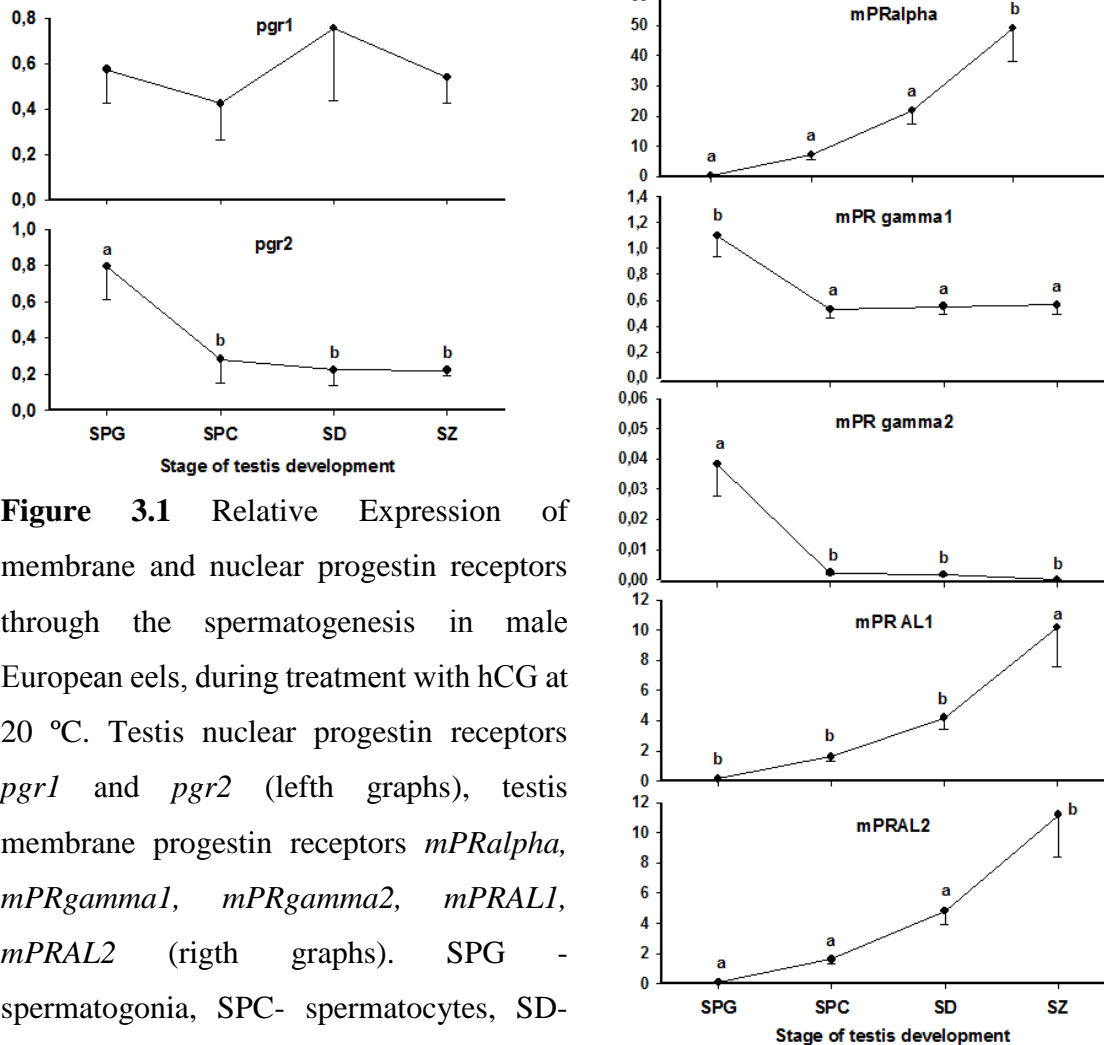 0,8
pgr1
0,6
0,4
0,2
0,0
1,0
pgr2
0,8
a
0,6
0,4
b
b
b
0,2
0,0
SPG SPC SD SZ
Stage of testis development
Figure 3.1 Relative Expression of
membrane and nuclear progestin receptors
through the spermatogenesis in male
European eels, during treatment with hCG at
20 ºC. Testis nuclear progestin receptors
pgr1 and pgr2 (lefth graphs), testis
membrane progestin receptors mPRalpha,
mPRgamma1, mPRgamma2, mPRAL1,
mPRAL2 (rigth graphs). SPG -
spermatogonia, SPC- spermatocytes, SD-
mPRalpha
b
50
40
30
a
20
a
10
a
0
1,4
mPR gamma1
b
1,2
1,0
0,8
a
a
a
0,6
0,4
0,2
0,0
0,06
mPR gamma2
0,05
a
0,04
0,03
0,02
0,01
b
b
b
0,00
12
mPR AL1
a
10
8
6
b
4
b
2
b
0
12
mPRAL2
b
10
8
6
a
4
a
2
a
0
SPG SPC SD SZ
Stage of testis development